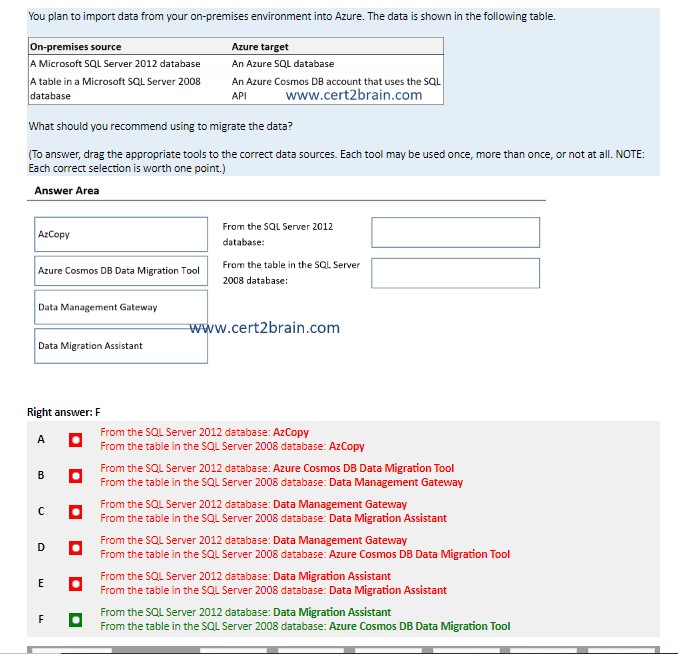 You plan to import data from your on-premises environment into Azure. The data is shown in the following table.
On-premises source Azure target
A Microsoft SQL Server 2012 database An Azure SQL database
A table in a Microsoft SQL Server 2008 An Azure Cosmos DB account that uses the SQL
database API www.cert2brain.com
What should you recommend using to migrate the data?
(To answer, drag the appropriate tools to the correct data sources. Each tool may be used once, more than once, or not at all. NOTE:
Each correct selection is worth one point.)
Answer Area
AzCopy
From the SQL Server 2012
database:
Azure Cosmos DB Data Migration Tool
From the table in the SQL Server
2008 database:
Data Management Gateway
www.cert2brain.com
Data Migration Assistant
Right answer: F
A
From the SQL Server 2012 database: AzCopy
From the table in the SQL Server 2008 database: AzCopy
B
From the SQL Server 2012 database: Azure Cosmos DB Data Migration Tool
From the table in the SQL Server 2008 database: Data Management Gateway
C
From the SQL Server 2012 database: Data Management Gateway
From the table in the SQL Server 2008 database: Data Migration Assistant
D
From the SQL Server 2012 database: Data Management Gateway
From the table in the SQL Server 2008 database: Azure Cosmos DB Data Migration Tool
E
From the SQL Server 2012 database: Data Migration Assistant
From the table in the SQL Server 2008 database: Data Migration Assistant
F
From the SQL Server 2012 database: Data Migration Assistant
From the table in the SQL Server 2008 database: Azure Cosmos DB Data Migration Tool